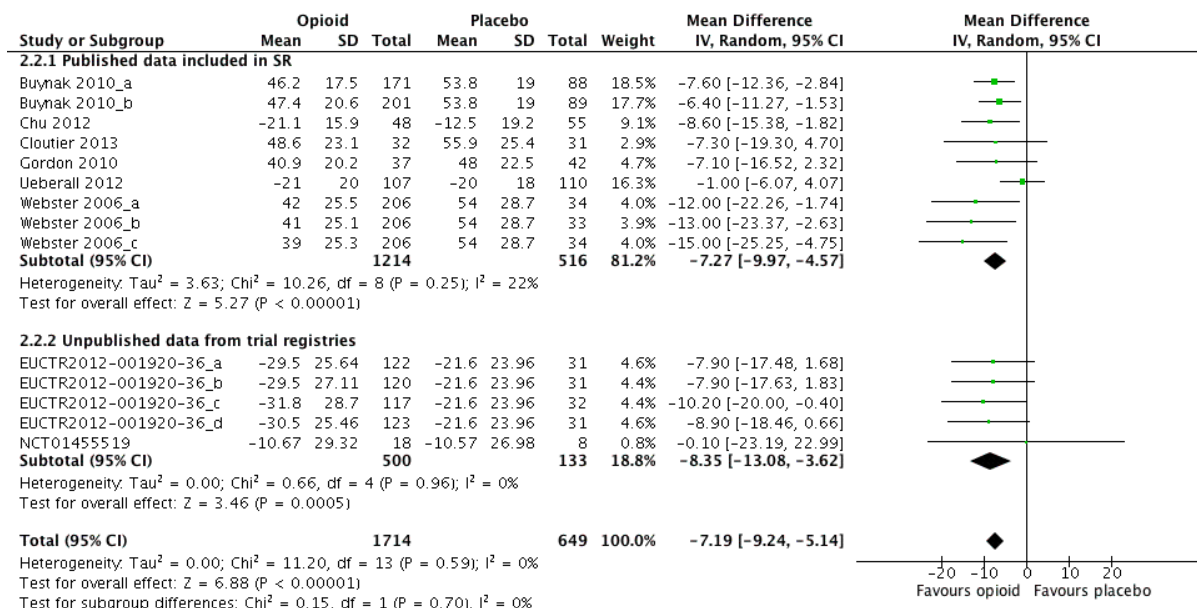 Opioid Placebo Mean Difference Mean Difference
Study or Subgroup Mean SD Total Mean SD Total Weight IV, Random, 95% CI IV, Random, 95% CI
2.2.1 Published data included in SR
Buynak 2010_a 46.2 17.5 171 53.8 19 88 18.5% -7.60 [-12.36, -2.84]
Buynak 2010_b 47.4 20.6 201 53.8 19 89 17.7% -6.40 [-11.27, -1.53]
Chu 2012 -21.1 15.9 48 -12.5 19.2 55 9.1% -8.60 [-15.38, -1.82]
Cloutier 2013 48.6 23.1 32 55.9 25.4 31 2.9% -7.30 [-19.30, 4.70]
Gordon 2010 40.9 20.2 37 48 22.5 42 4.7% -7.10 [-16.52, 2.32]
Ueberall 2012 -21 20 107 -20 18 110 16.3% -1.00 [-6.07, 4.07]
Webster 2006_a 42 25.5 206 54 28.7 34 4.0% -12.00 [-22.26, -1.74]
Webster 2006_b 41 25.1 206 54 28.7 33 3.9% -13.00 [-23.37, -2.63]
Webster 2006_c 39 25.3 206 54 28.7 34 4.0% -15.00 [-25.25, -4.75]
Subtotal (95% CI) 1214 516 81.2% -7.27 [-9.97, -4.57]
Heterogeneity: Tau² = 3.63; Chi² = 10.26, df = 8 (P = 0.25); I² = 22%
Test for overall effect: Z = 5.27 (P < 0.00001)
2.2.2 Unpublished data from trial registries
EUCTR2012-001920-36_a -29.5 25.64 122 -21.6 23.96 31 4.6% -7.90 [-17.48, 1.68]
EUCTR2012-001920-36_b -29.5 27.11 120 -21.6 23.96 31 4.4% -7.90 [-17.63, 1.83]
EUCTR2012-001920-36_c -31.8 28.7 117 -21.6 23.96 32 4.4% -10.20 [-20.00, -0.40]
EUCTR2012-001920-36_d -30.5 25.46 123 -21.6 23.96 31 4.6% -8.90 [-18.46, 0.66]
NCT01455519 -10.67 29.32 18 -10.57 26.98 8 0.8% -0.10 [-23.19, 22.99]
Subtotal (95% CI) 500 133 18.8% -8.35 [-13.08, -3.62]
Heterogeneity: Tau² = 0.00; Chi² = 0.66, df = 4 (P = 0.96); I² = 0%
Test for overall effect: Z = 3.46 (P = 0.0005)
Total (95% CI) 1714 649 100.0% -7.19 [-9.24, -5.14]
Heterogeneity: Tau² = 0.00; Chi² = 11.20, df = 13 (P = 0.59); I² = 0%
Test for overall effect: Z = 6.88 (P < 0.00001)
Test for subgroup differences: Chi² = 0.15, df = 1 (P = 0.70), I² = 0%
-20 -10 0 10 20
Favours opioid Favours placebo